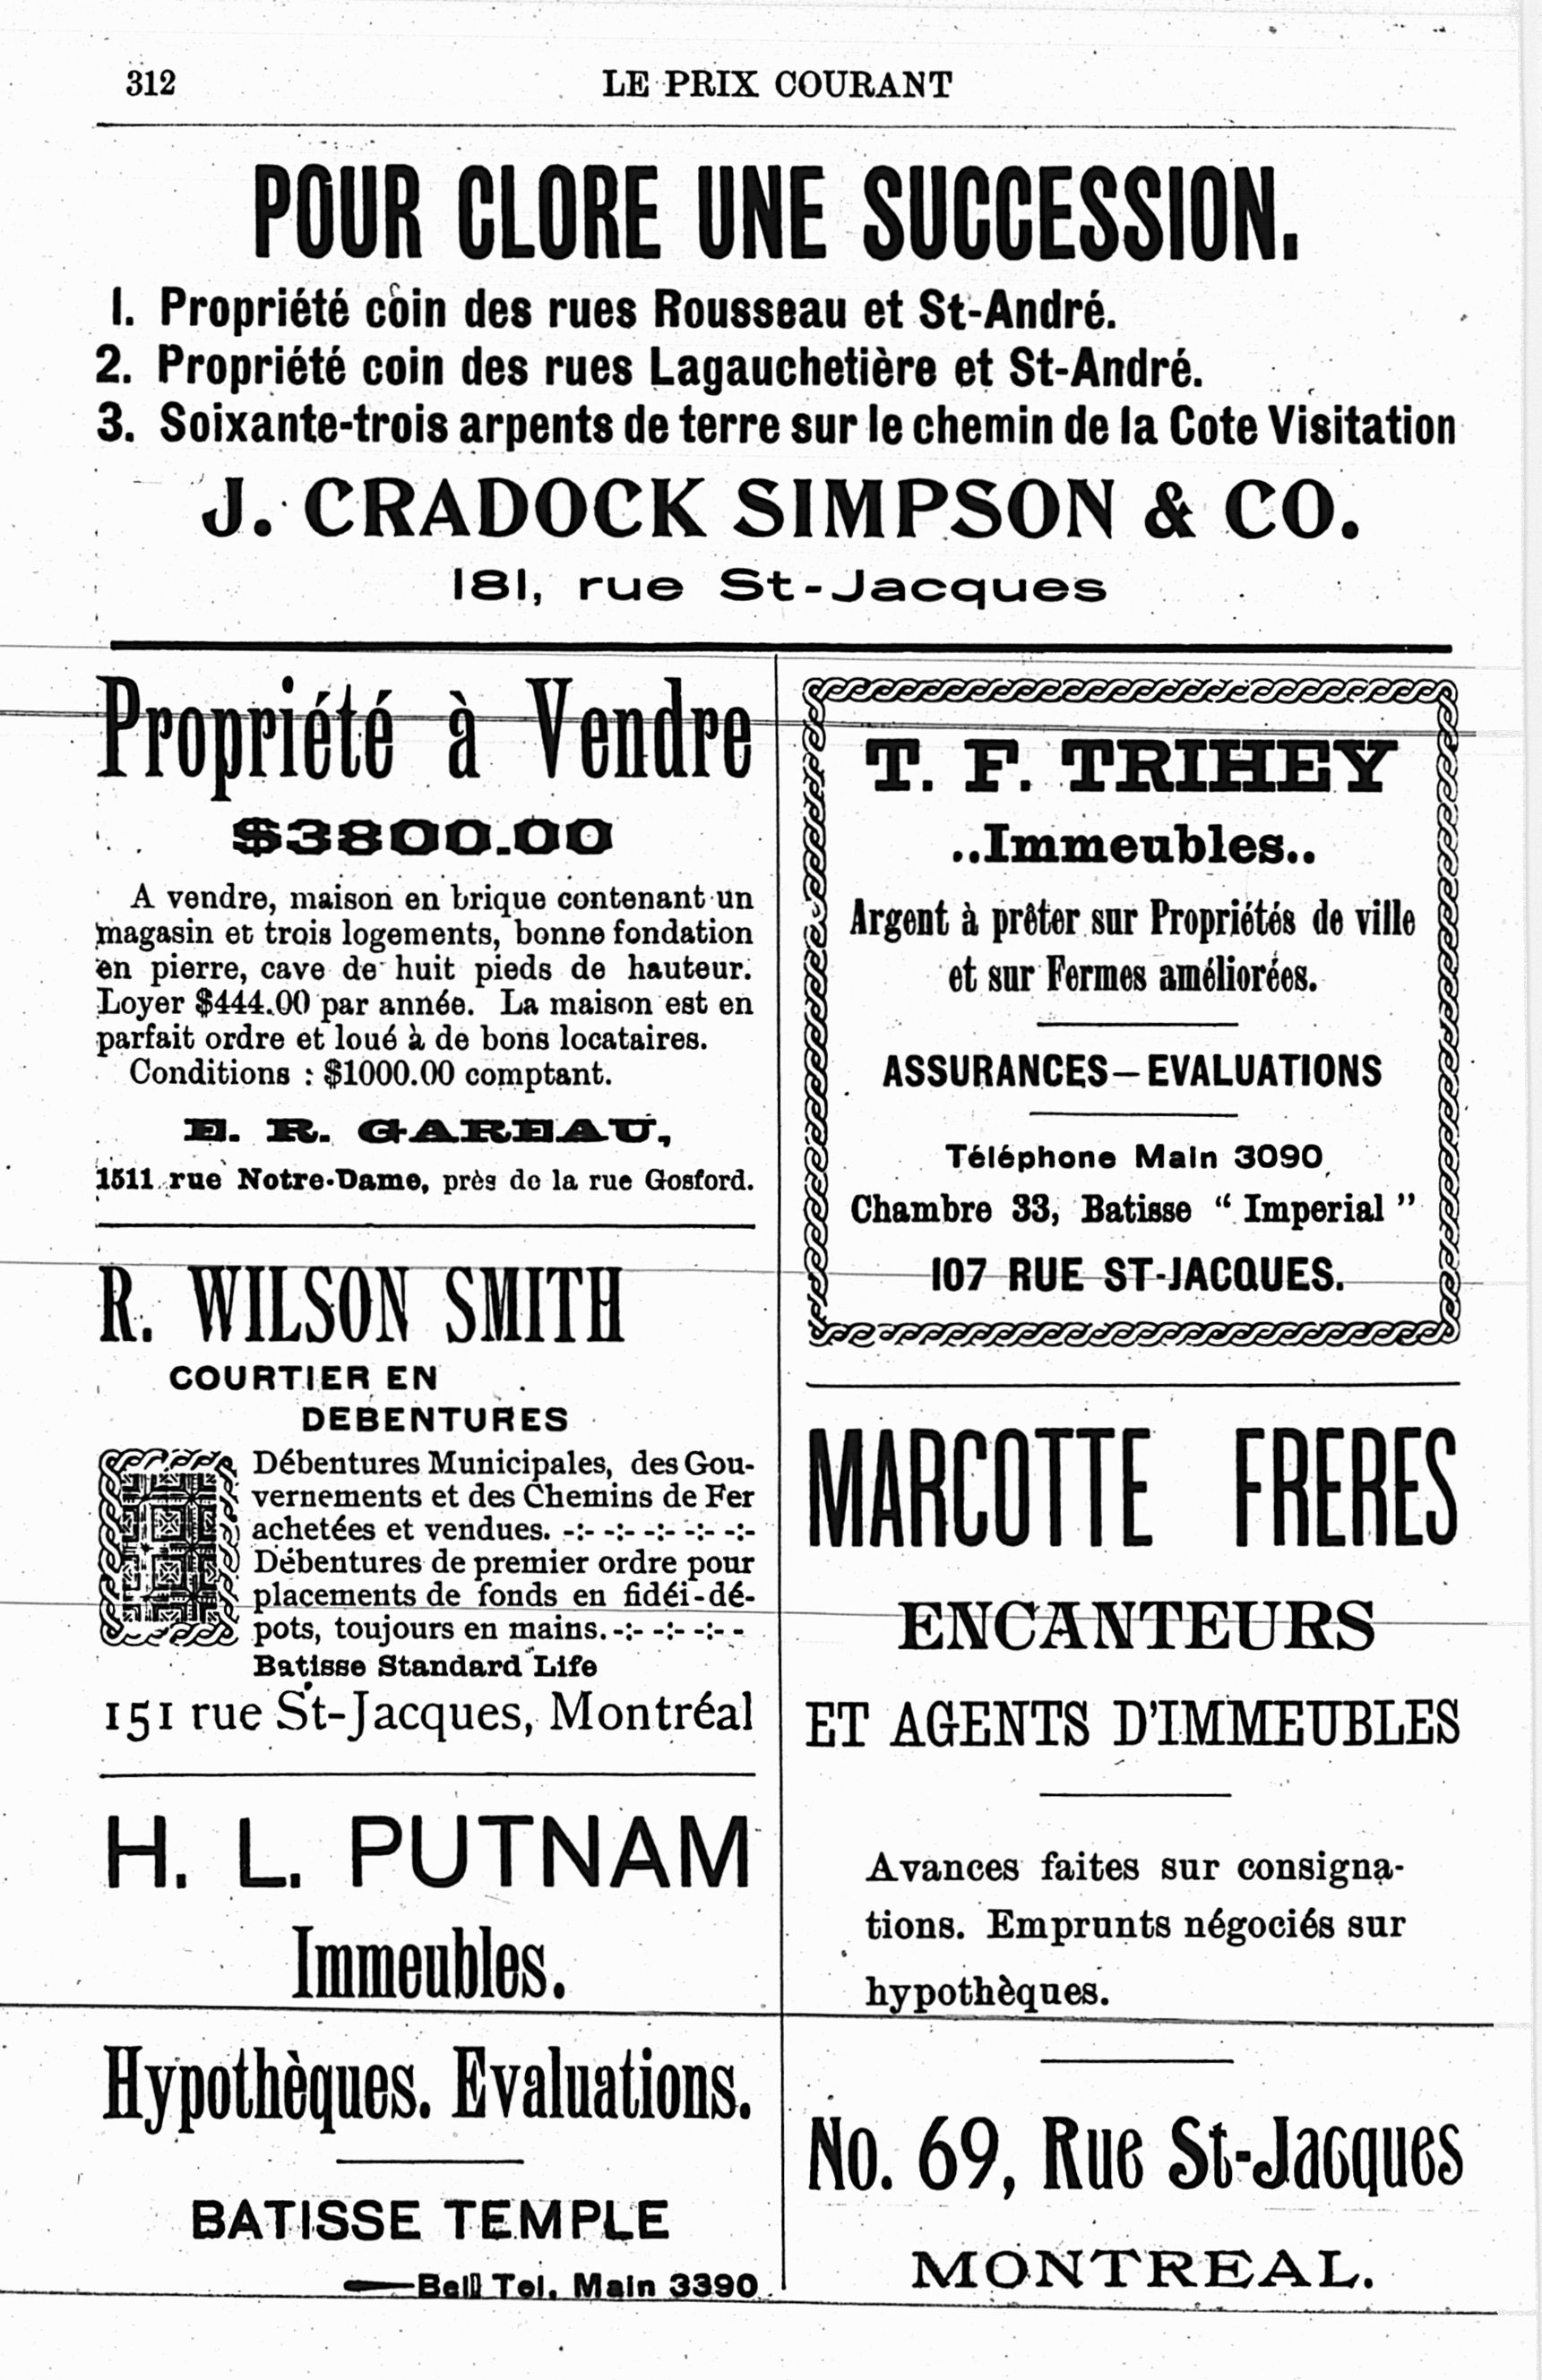 312
LE PRIX COURANT
POUR CLORE UNE SUCCESSION.
1. Propriété coin des rues Rousseau et St-André.
2. Propriété coin des rues Lagauchetière et St-André.
3. Soixante-trois arpents de terre sur le chemin de la Cote Visitation
J. CRADOCK SIMPSON & CO.
181, rue St-Jacques
Propriété à Vendre
$3800.00
A vendre, maison en brique contenant un
magasin et trois logements, bonne fondation
en pierre, cave de huit pieds de hauteur.
Loyer $444.00 par année. La maison est en
parfait ordre et loué à de bons locataires.
Conditions : $1000.00 comptant.
E. R. GAREAU,
1511 rue Notre-Dame, près de la rue Gosford.
R. WILSON SMITH
COURTIER EN
DEBENTURES
Débentures Municipales, des Gou-
vernements et des Chemins de Fer
achetées et vendues. -:- -:- -:- -:- -:-
Débentures de premier ordre pour
placements de fonds en fidéi-dé-
pots, toujours en mains. -:- -:- -:- -
Batisse Standard Life
151 rue St-Jacques, Montréal
H. L. PUTNAM
Immeubles.
Hypothèques. Evaluations.
BATISSE TEMPLE
Bell Tel. Main 3390
T. F. TRIHEY
..Immeubles..
Argent à prêter sur Propriétés de ville
et sur Fermes améliorées.
ASSURANCES—EVALUATIONS
Téléphone Main 3090
Chambre 33, Batisse " Imperial "
107 RUE ST-JACQUES.
MARCOTTE FRERES
ENCANTEURS
ET AGENTS D'IMMEUBLES
Avances faites sur consigna-
tions. Emprunts négociés sur
hypothèques.
No. 69, Rue St-Jacques
MONTREAL.